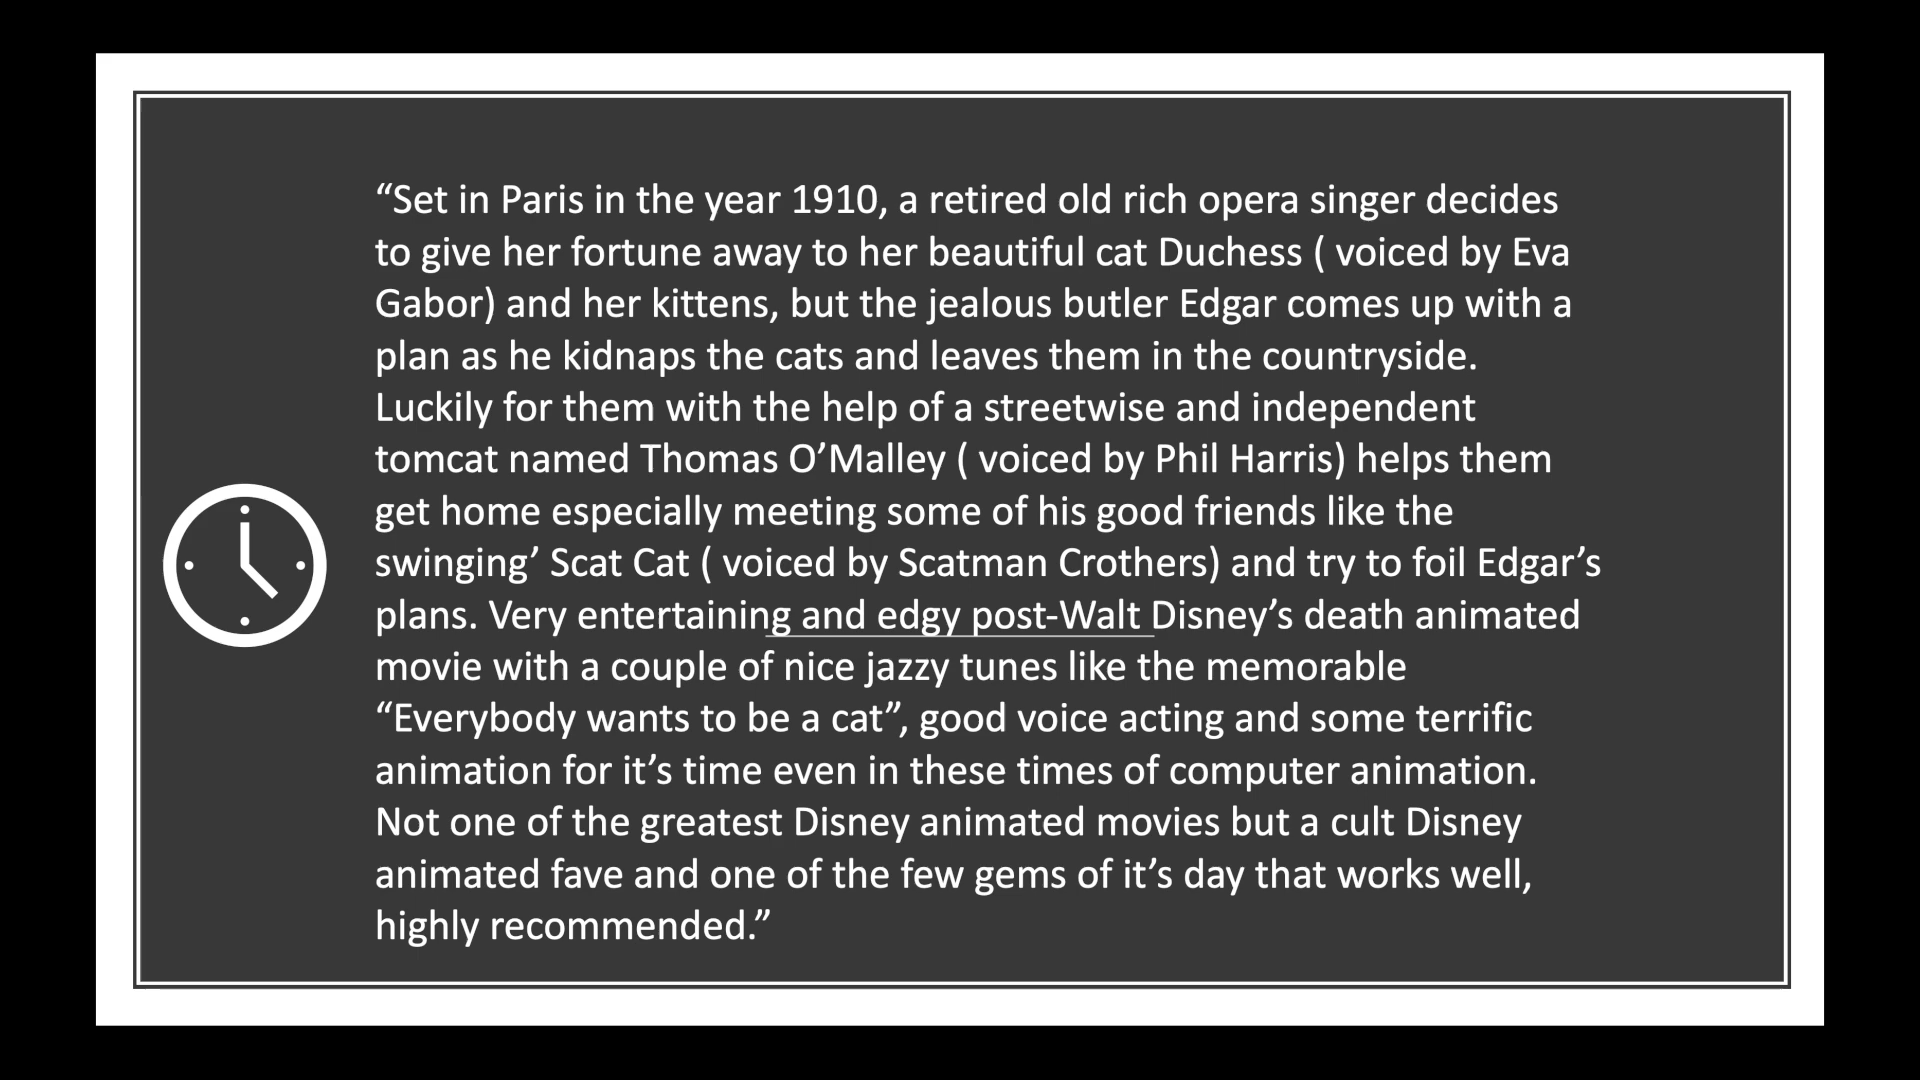 “Set in Paris in the year 1910, a retired old rich opera singer decides
to give her fortune away to her beautiful cat Duchess ( voiced by Eva
Gabor) and her kittens, but the jealous butler Edgar comes up with a
plan as he kidnaps the cats and leaves them in the countryside.
Luckily for them with the help of a streetwise and independent
tomcat named Thomas O’Malley ( voiced by Phil Harris) helps them
get home especially meeting some of his good friends like the
swinging’ Scat Cat ( voiced by Scatman Crothers) and try to foil Edgar’s
plans. Very entertaining and edgy post-Walt Disney’s death animated
movie with a couple of nice jazzy tunes like the memorable
“Everybody wants to be a cat”, good voice acting and some terrific
animation for it’s time even in these times of computer animation.
Not one of the greatest Disney animated movies but a cult Disney
animated fave and one of the few gems of it’s day that works well,
highly recommended.”